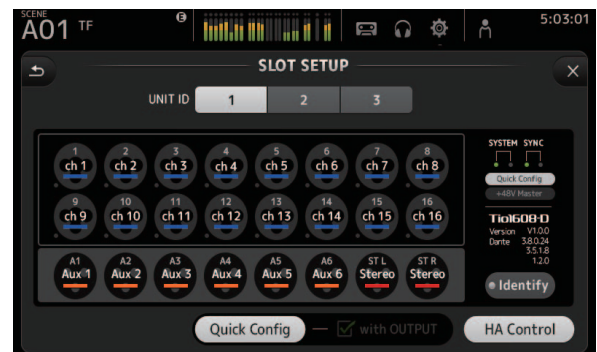 SCENE
A01 TF
E
5:03:01
SLOT SETUP
UNIT ID 1 2 3
1 2 3 4 5 6 7 8
ch 1 ch 2 ch 3 ch 4 ch 5 ch 6 ch 7 ch 8
9 10 11 12 13 14 15 16
ch 9 ch 10 ch 11 ch 12 ch 13 ch 14 ch 15 ch 16
A1 A2 A3 A4 A5 A6 ST L ST R
Aux 1 Aux 2 Aux 3 Aux 4 Aux 5 Aux 6 Stereo Stereo
SYSTEM SYNC
Quick Config
+48V Master
Tio1608-D
Version V1.0.0
Dante 3.8.0.24
3.5.1.8
1.2.0
Identify
Quick Config with OUTPUT HA Control